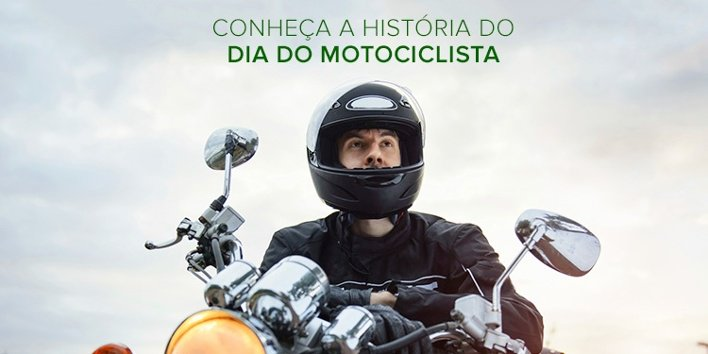 CONHEÇA A HISTÓRIA DO
DIA DO MOTOCICLISTA